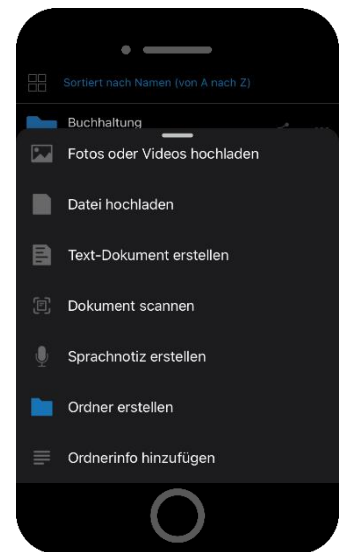 Sortiert nach Namen (von A nach Z)
Buchhaltung
Fotos oder Videos hochladen
Datei hochladen
Text-Dokument erstellen
Dokument scannen
Sprachnotiz erstellen
Ordner erstellen
Ordnerinfo hinzufügen